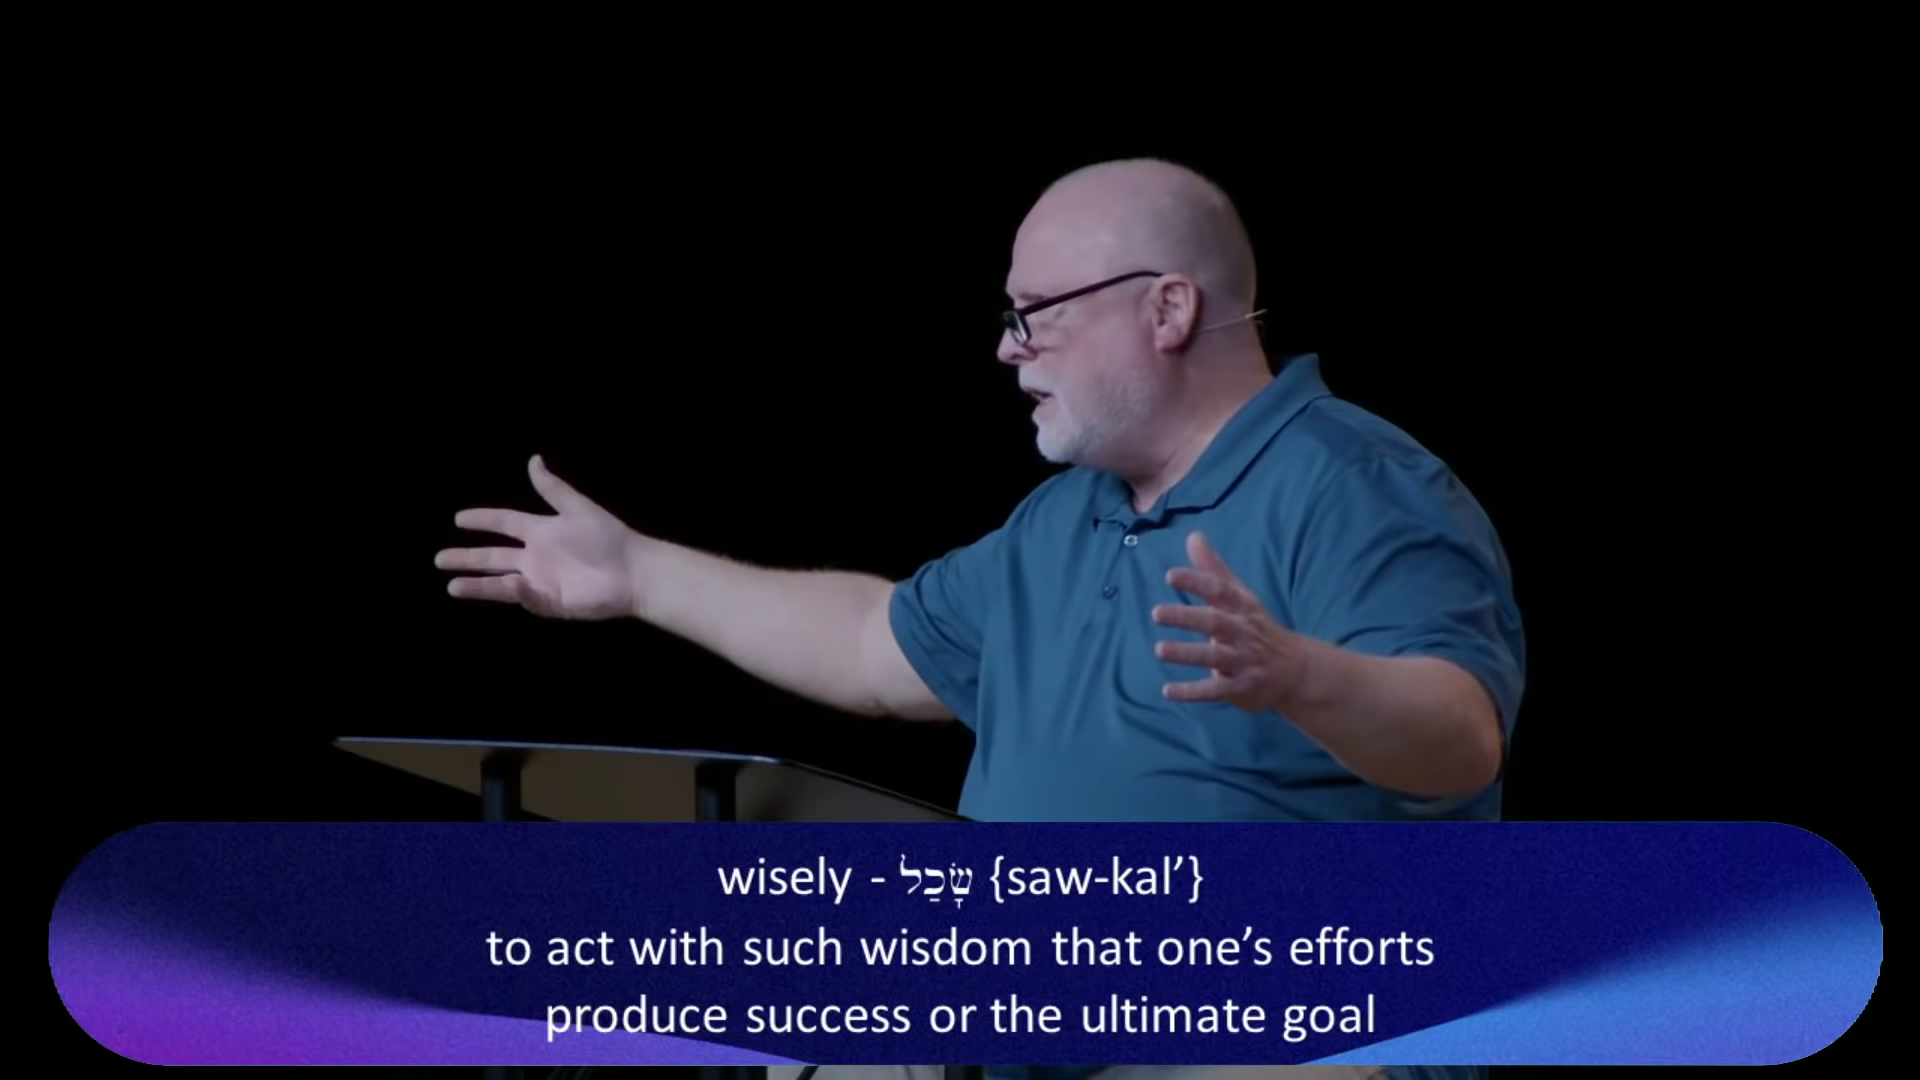 wisely - שָׂכַל {saw-kal’}
to act with such wisdom that one’s efforts
produce success or the ultimate goal